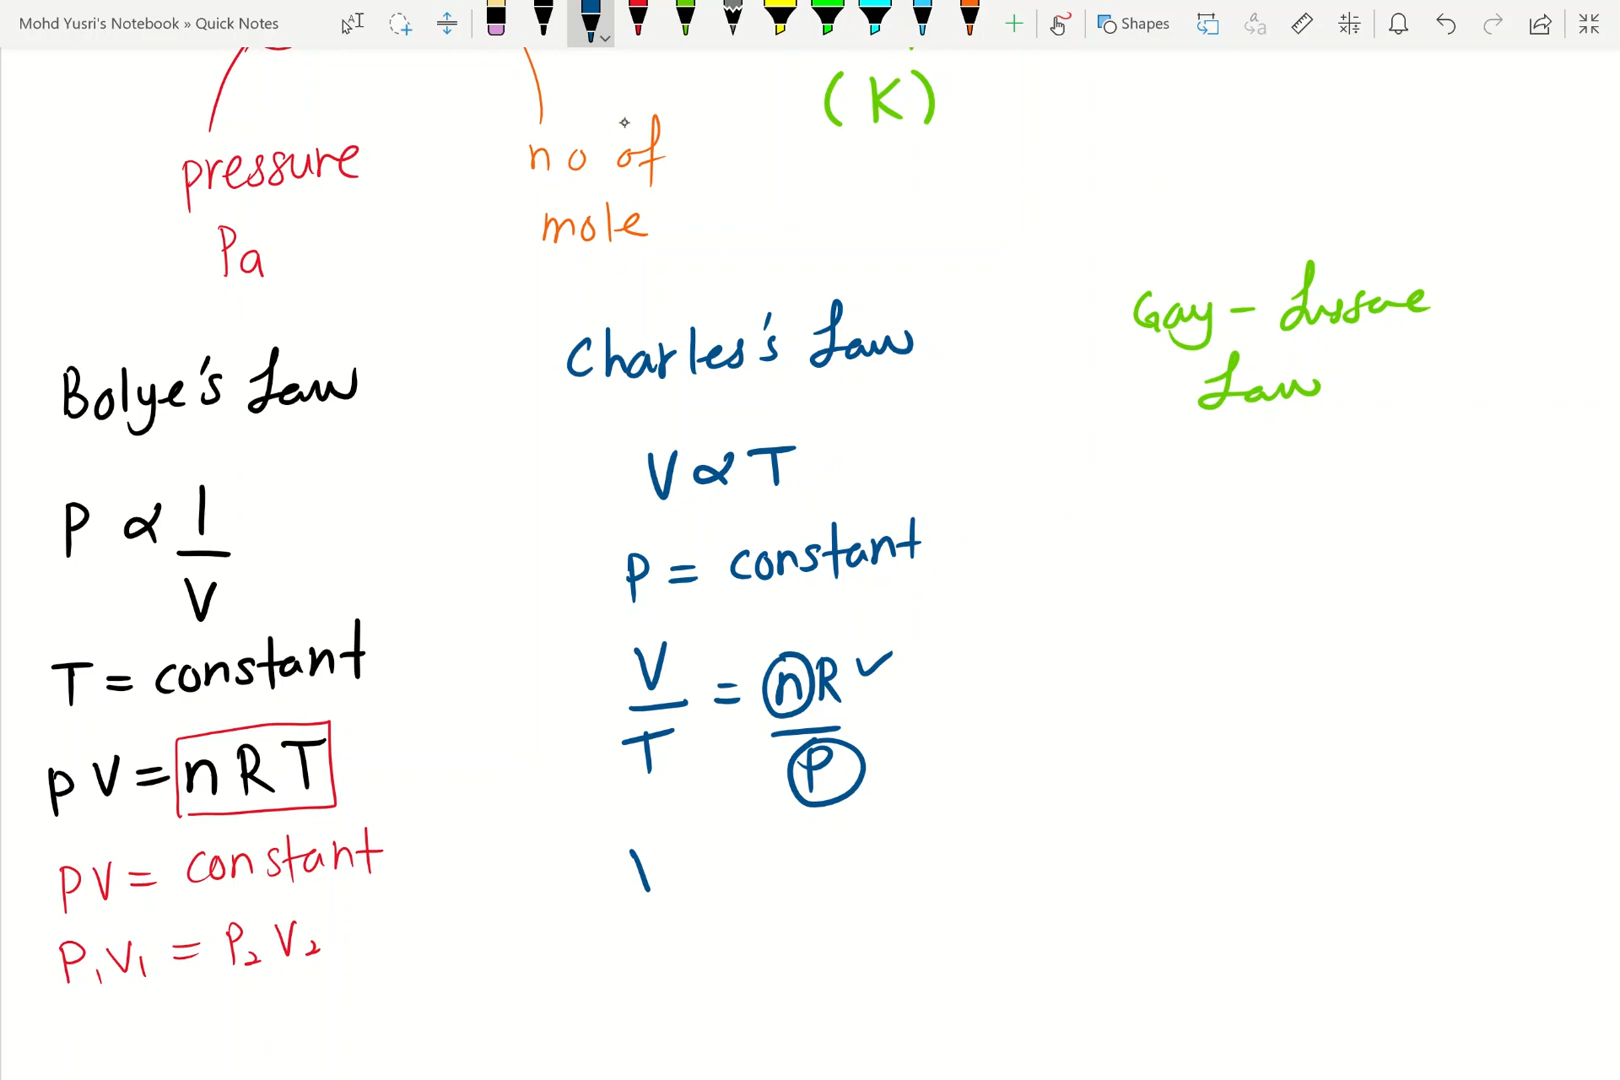 Mohd Yusri's Notebook » Quick Notes
Shapes
(K)
pressure
Pa
no of
mole
Bolye's Law
P ∝ 1/V
T = constant
PV = nRT
PV = constant
P₁V₁ = P₂V₂
Charles's Law
V ∝ T
P = constant
V/T = nR/P ✓
\
Gay - Lussac
Law